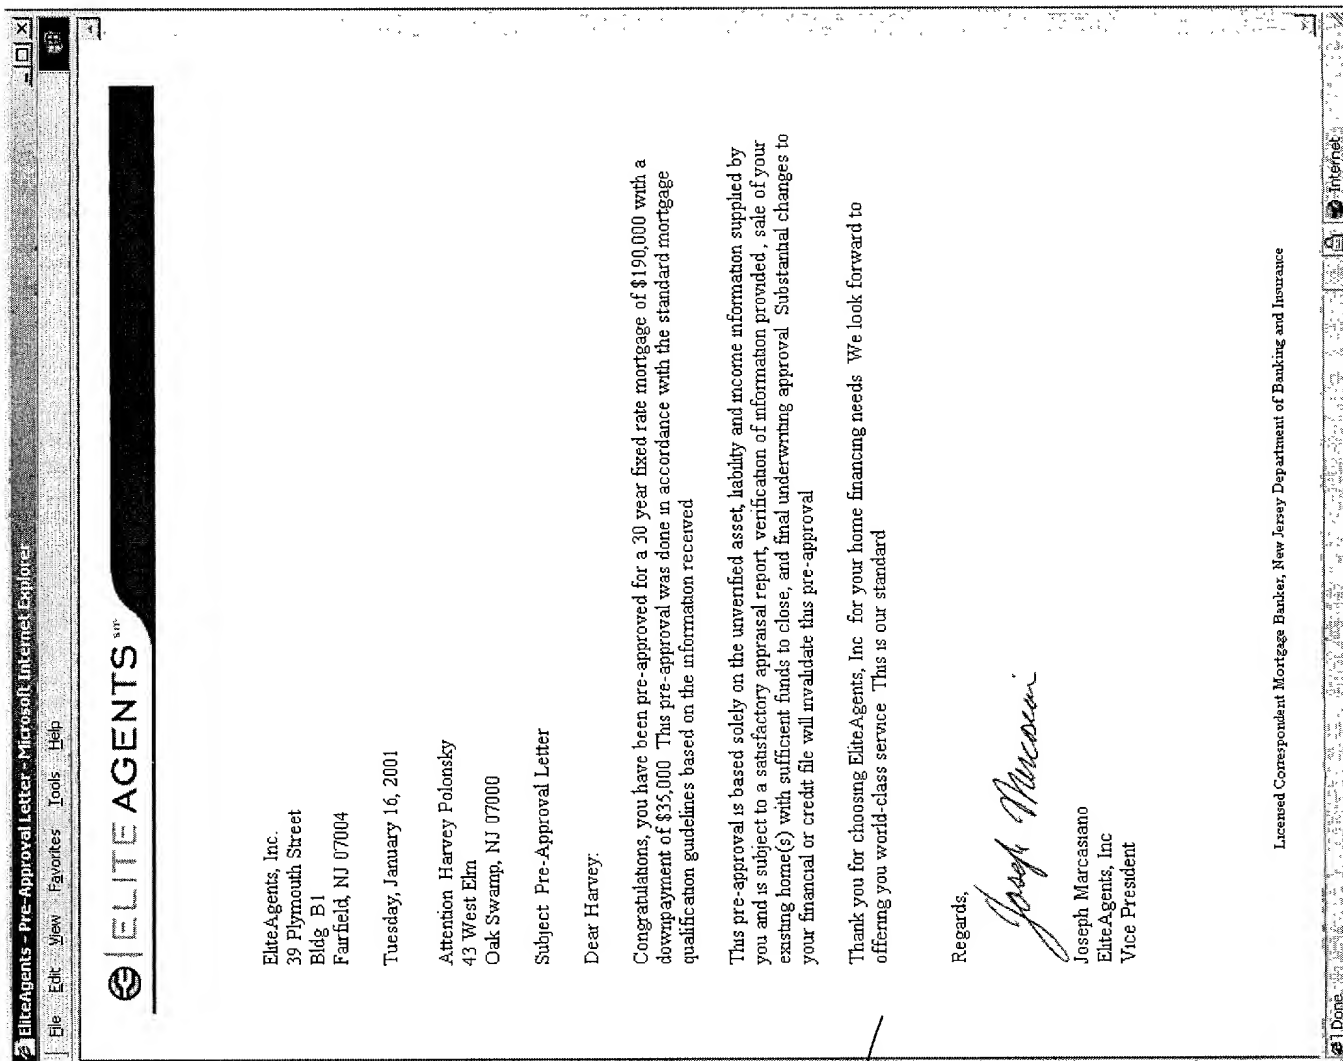 EliteAgents - Pre-Approval Letter - Microsoft Internet Explorer
File Edit View Favorites Tools Help
ELITE AGENTS sm
EliteAgents, Inc.
39 Plymouth Street
Bldg B1
Fairfield, NJ 07004
Tuesday, January 16, 2001
Attention Harvey Polonsky
43 West Elm
Oak Swamp, NJ 07000
Subject Pre-Approval Letter
Dear Harvey:
Congratulations, you have been pre-approved for a 30 year fixed rate mortgage of $190,000 with a
downpayment of $35,000 This pre-approval was done in accordance with the standard mortgage
qualification guidelines based on the information received
This pre-approval is based solely on the unverified asset, liability and income information supplied by
you and is subject to a satisfactory appraisal report, verification of information provided , sale of your
existing home(s) with sufficient funds to close, and final underwriting approval Substantial changes to
your financial or credit file will invalidate this pre-approval
Thank you for choosing EliteAgents, Inc for your home financing needs We look forward to
offering you world-class service This is our standard
Regards,
Joseph Marcasiano
Joseph Marcasiano
EliteAgents, Inc
Vice President
Licensed Correspondent Mortgage Banker, New Jersey Department of Banking and Insurance
Done
Internet